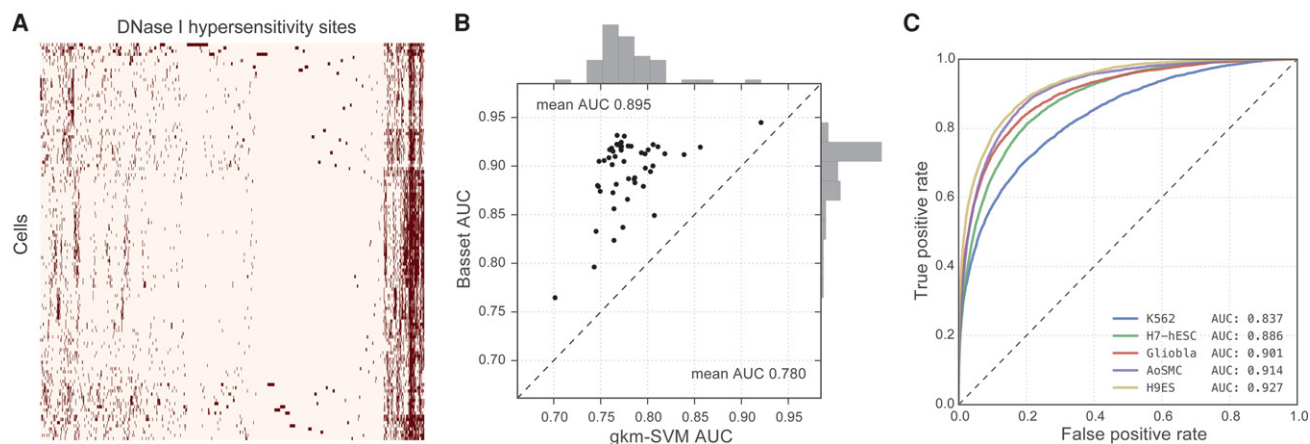 A
DNase I hypersensitivity sites
Cells
B
mean AUC 0.895
0.95
0.90
0.85
0.80
0.75
0.70
Basset AUC
mean AUC 0.780
0.70 0.75 0.80 0.85 0.90 0.95
gkm-SVM AUC
C
1.0
0.8
0.6
0.4
0.2
0.0
True positive rate
K562 AUC: 0.837
H7-hESC AUC: 0.886
Gliobla AUC: 0.901
AoSMC AUC: 0.914
H9ES AUC: 0.927
0.0 0.2 0.4 0.6 0.8 1.0
False positive rate